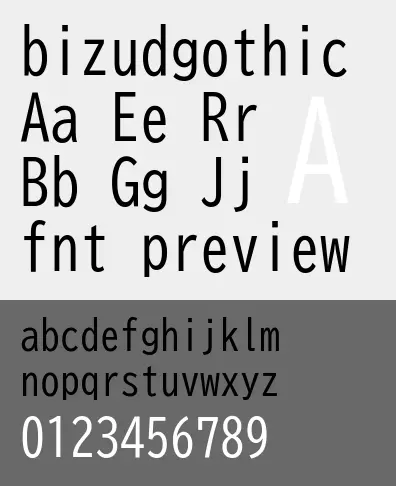 bizudgothic
Aa Ee Rr
A
Bb Gg Jj
fnt preview
abcdefghijklm
nopqrstuvwxyz
0123456789